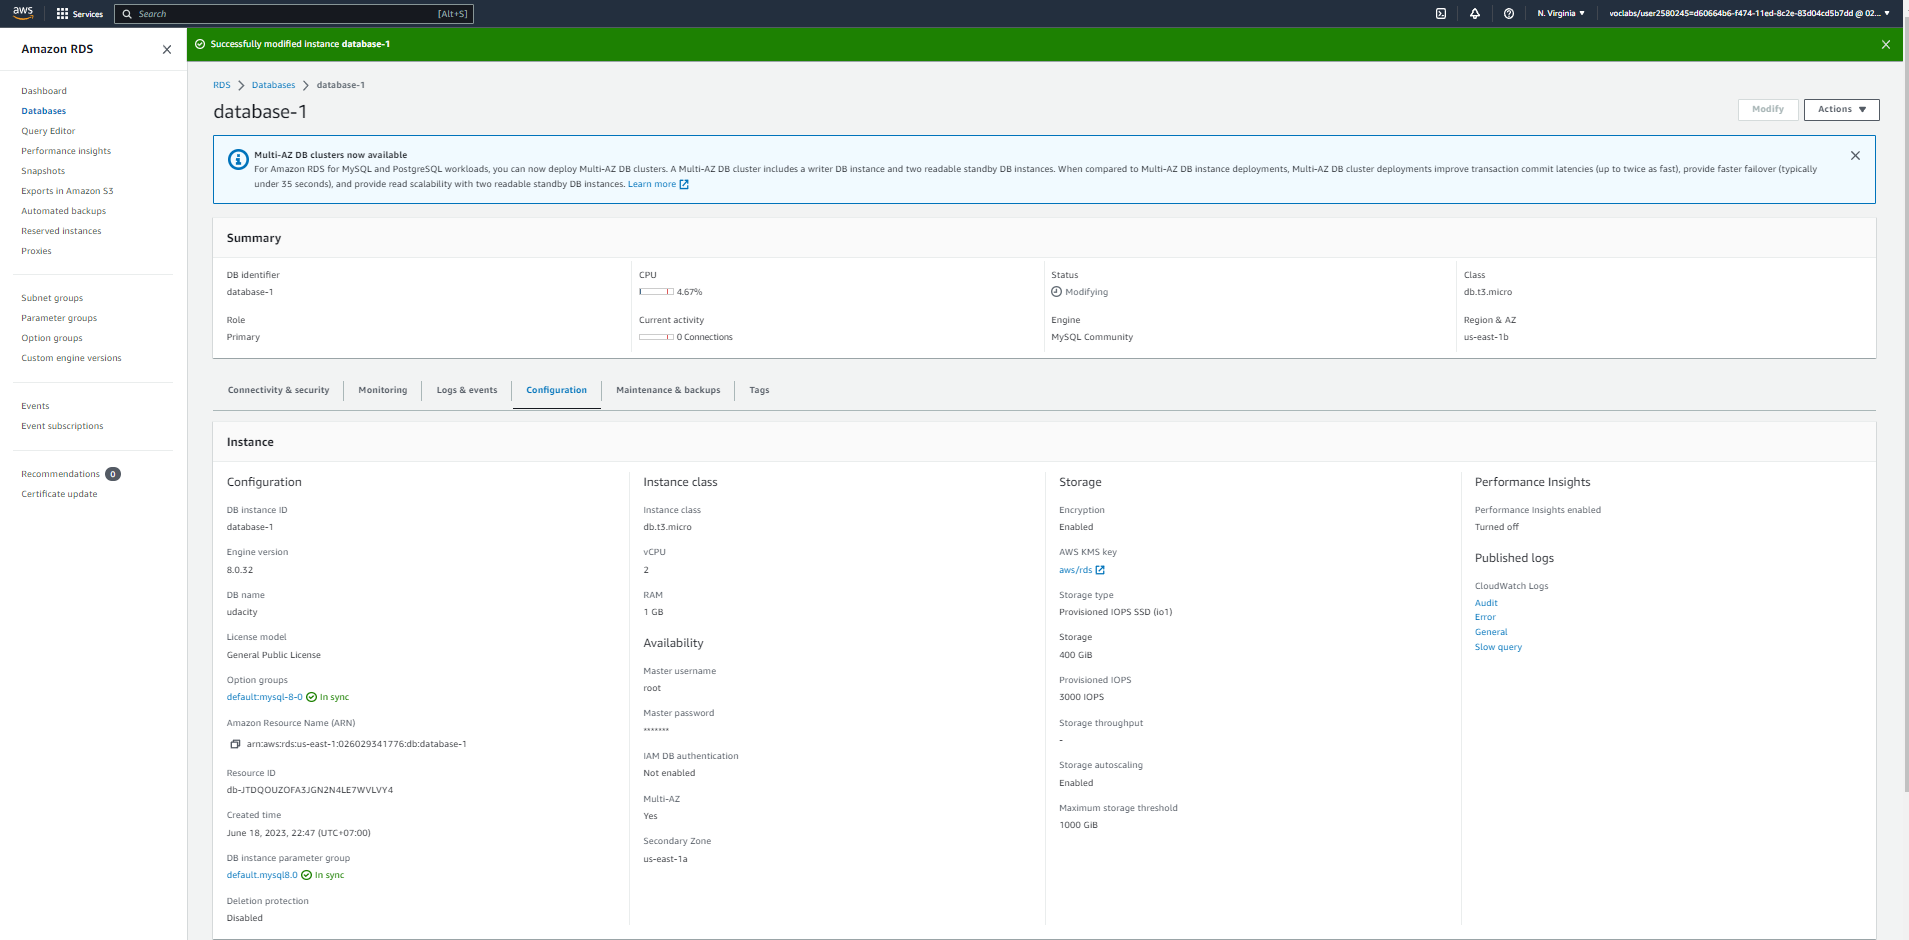 aws Services Search [Alt+S] N. Virginia voclabs/user2580245=d60664b6-f474-11ed-8c2e-83d04cd5b7dd @ 02...
Amazon RDS
Dashboard
Databases
Query Editor
Performance insights
Snapshots
Exports in Amazon S3
Automated backups
Reserved instances
Proxies
Subnet groups
Parameter groups
Option groups
Custom engine versions
Events
Event subscriptions
Recommendations 0
Certificate update
Successfully modified instance database-1
RDS Databases database-1
database-1
Modify Actions
Multi-AZ DB clusters now available
For Amazon RDS for MySQL and PostgreSQL workloads, you can now deploy Multi-AZ DB clusters. A Multi-AZ DB cluster includes a writer DB instance and two readable standby DB instances. When compared to Multi-AZ DB instance deployments, Multi-AZ DB cluster deployments improve transaction commit latencies (up to twice as fast), provide faster failover (typically
under 35 seconds), and provide read scalability with two readable standby DB instances. Learn more
Summary
DB identifier
database-1
Role
Primary
CPU
4.67%
Current activity
0 Connections
Status
Modifying
Engine
MySQL Community
Class
db.t3.micro
Region & AZ
us-east-1b
Connectivity & security Monitoring Logs & events Configuration Maintenance & backups Tags
Instance
Configuration
DB instance ID
database-1
Engine version
8.0.32
DB name
udacity
License model
General Public License
Option groups
default:mysql-8-0 In sync
Amazon Resource Name (ARN)
arn:aws:rds:us-east-1:026029341776:db:database-1
Resource ID
db-JTDQOUZOFA3JGN2N4LE7WVLVY4
Created time
June 18, 2023, 22:47 (UTC+07:00)
DB instance parameter group
default.mysql8.0 In sync
Deletion protection
Disabled
Instance class
Instance class
db.t3.micro
vCPU
2
RAM
1 GB
Availability
Master username
root
Master password
*******
IAM DB authentication
Not enabled
Multi-AZ
Yes
Secondary Zone
us-east-1a
Storage
Encryption
Enabled
AWS KMS key
aws/rds
Storage type
Provisioned IOPS SSD (io1)
Storage
400 GiB
Provisioned IOPS
3000 IOPS
Storage throughput
-
Storage autoscaling
Enabled
Maximum storage threshold
1000 GiB
Performance Insights
Performance Insights enabled
Turned off
Published logs
CloudWatch Logs
Audit
Error
General
Slow query